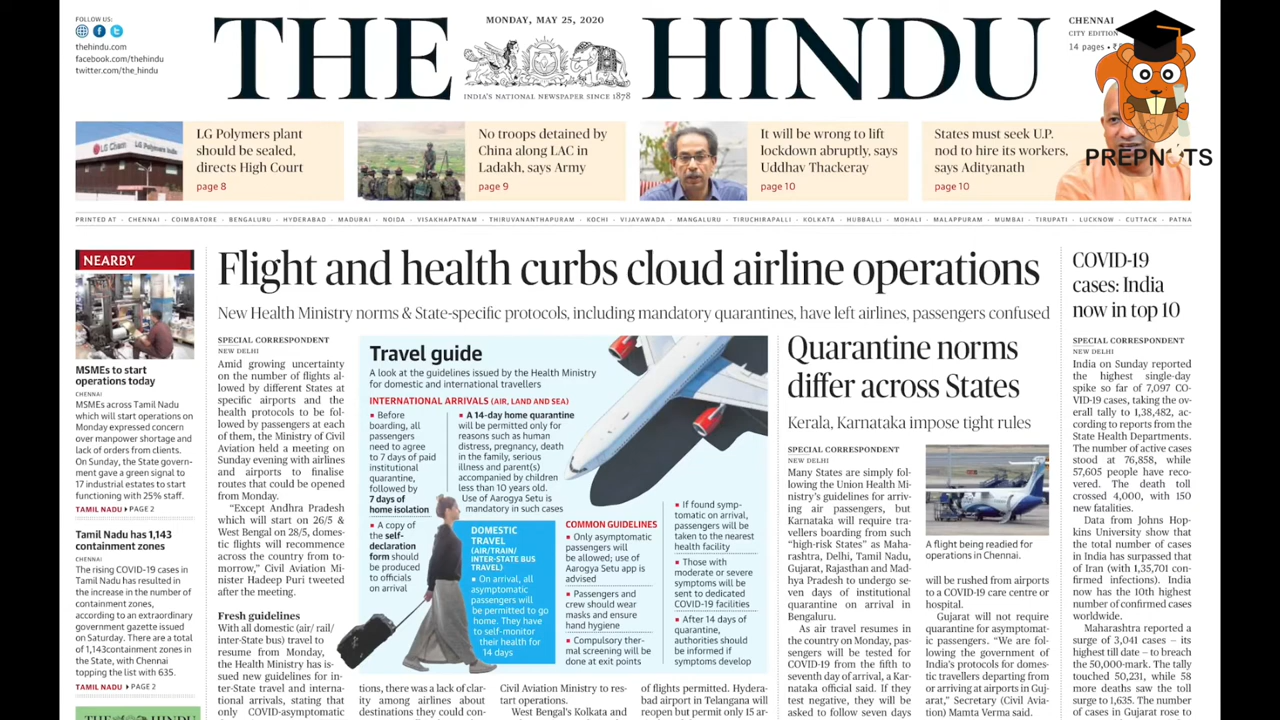 FOLLOW US:
thehindu.com
facebook.com/thehindu
twitter.com/the_hindu
MONDAY, MAY 25, 2020
THE HINDU
INDIA'S NATIONAL NEWSPAPER SINCE 1878
CHENNAI
CITY EDITION
14 pages •
PREPNUTS
LG Polymers plant
should be sealed,
directs High Court
page 8
No troops detained by
China along LAC in
Ladakh, says Army
page 9
It will be wrong to lift
lockdown abruptly, says
Uddhav Thackeray
page 10
States must seek U.P.
nod to hire its workers,
says Adityanath
page 10
PRINTED AT • CHENNAI • COIMBATORE • BENGALURU • HYDERABAD • MADURAI • NOIDA • VISAKHAPATNAM • THIRUVANANTHAPURAM • KOCHI • VIJAYAWADA • MANGALURU • TIRUCHIRAPALLI • KOLKATA • HUBBALLI • MOHALI • MALAPPURAM • MUMBAI • TIRUPATI • LUCKNOW • CUTTACK • PATNA
NEARBY
MSMEs to start
operations today
CHENNAI
MSMEs across Tamil Nadu
which will start operations on
Monday expressed concern
over manpower shortage and
lack of orders from clients.
On Sunday, the State govern-
ment gave a green signal to
17 industrial estates to start
functioning with 25% staff.
TAMIL NADU ▸ PAGE 2
Tamil Nadu has 1,143
containment zones
CHENNAI
The rising COVID-19 cases in
Tamil Nadu has resulted in
the increase in the number of
containment zones,
according to an extraordinary
government gazette issued
on Saturday. There are a total
of 1,143containment zones in
the State, with Chennai
topping the list with 635.
TAMIL NADU ▸ PAGE 2
THE HINDU
Flight and health curbs cloud airline operations
New Health Ministry norms & State-specific protocols, including mandatory quarantines, have left airlines, passengers confused
SPECIAL CORRESPONDENT
NEW DELHI
Amid growing uncertainty
on the number of flights al-
lowed by different States at
specific airports and the
health protocols to be fol-
lowed by passengers at each
of them, the Ministry of Civil
Aviation held a meeting on
Sunday evening with airlines
and airports to finalise
routes that could be opened
from Monday.
"Except Andhra Pradesh
which will start on 26/5 &
West Bengal on 28/5, domes-
tic flights will recommence
across the country from to-
morrow," Civil Aviation Mi-
nister Hadeep Puri tweeted
after the meeting.
Fresh guidelines
With all domestic (air/ rail/
inter-State bus) travel to
resume from Monday,
the Health Ministry has is-
sued new guidelines for in-
ter-State travel and interna-
tional arrivals, stating that
only COVID-asymptomatic
Travel guide
A look at the guidelines issued by the Health Ministry
for domestic and international travellers
INTERNATIONAL ARRIVALS (AIR, LAND AND SEA)
▪ Before
boarding, all
passengers
need to agree
to 7 days of paid
institutional
quarantine,
followed by
7 days of
home isolation
▪ A copy of
the self-
declaration
form should
be produced
to officials
on arrival
▪ A 14-day home quarantine
will be permitted only for
reasons such as human
distress, pregnancy, death
in the family, serious
illness and parent(s)
accompanied by children
less than 10 years old.
Use of Aarogya Setu is
mandatory in such cases
DOMESTIC
TRAVEL
(AIR/TRAIN/
INTER-STATE BUS
TRAVEL)
▪ On arrival, all
asymptomatic
passengers will
be permitted to go
home. They have
to self-monitor
their health for
14 days
COMMON GUIDELINES
▪ Only asymptomatic
passengers will
be allowed; use of
Aarogya Setu app is
advised
▪ Passengers and
crew should wear
masks and ensure
hand hygiene
▪ Compulsory ther-
mal screening will be
done at exit points
▪ If found symp-
tomatic on arrival,
passengers will be
taken to the nearest
health facility
▪ Those with
moderate or severe
symptoms will be
sent to dedicated
COVID-19 facilities
▪ After 14 days of
quarantine,
authorities should
be informed if
symptoms develop
tions, there was a lack of clar-
ity among airlines about
destinations they could con-
Civil Aviation Ministry to res-
tart operations.
West Bengal's Kolkata and
of flights permitted. Hydera-
bad airport in Telangana will
reopen but permit only 15 ar-
Quarantine norms
differ across States
Kerala, Karnataka impose tight rules
SPECIAL CORRESPONDENT
NEW DELHI
Many States are simply fol-
lowing the Union Health Mi-
nistry's guidelines for arriv-
ing air passengers, but
Karnataka will require tra-
vellers boarding from such
"high-risk States" as Maha-
rashtra, Delhi, Tamil Nadu,
Gujarat, Rajasthan and Mad-
hya Pradesh to undergo se-
ven days of institutional
quarantine on arrival in
Bengaluru.
As air travel resumes in
the country on Monday, pas-
sengers will be tested for
COVID-19 from the fifth to
seventh day of arrival, a Kar-
nataka official said. If they
test negative, they will be
asked to follow seven days
A flight being readied for
operations in Chennai.
will be rushed from airports
to a COVID-19 care centre or
hospital.
Gujarat will not require
quarantine for asymptomat-
ic passengers. "We are fol-
lowing the government of
India's protocols for domes-
tic travellers departing from
or arriving at airports in Guj-
arat," Secretary (Civil Avia-
tion) Mamta Verma said.
COVID-19
cases: India
now in top 10
SPECIAL CORRESPONDENT
NEW DELHI
India on Sunday reported
the highest single-day
spike so far of 7,097 CO-
VID-19 cases, taking the ov-
erall tally to 1,38,482, ac-
cording to reports from the
State Health Departments.
The number of active cases
stood at 76,858, while
57,605 people have reco-
vered. The death toll
crossed 4,000, with 150
new fatalities.
Data from Johns Hop-
kins University show that
the total number of cases
in India has surpassed that
of Iran (with 1,35,701 con-
firmed infections). India
now has the 10th highest
number of confirmed cases
worldwide.
Maharashtra reported a
surge of 3,041 cases – its
highest till date – to breach
the 50,000-mark. The tally
touched 50,231, while 58
more deaths saw the toll
surge to 1,635. The number
of cases in Gujarat rose to